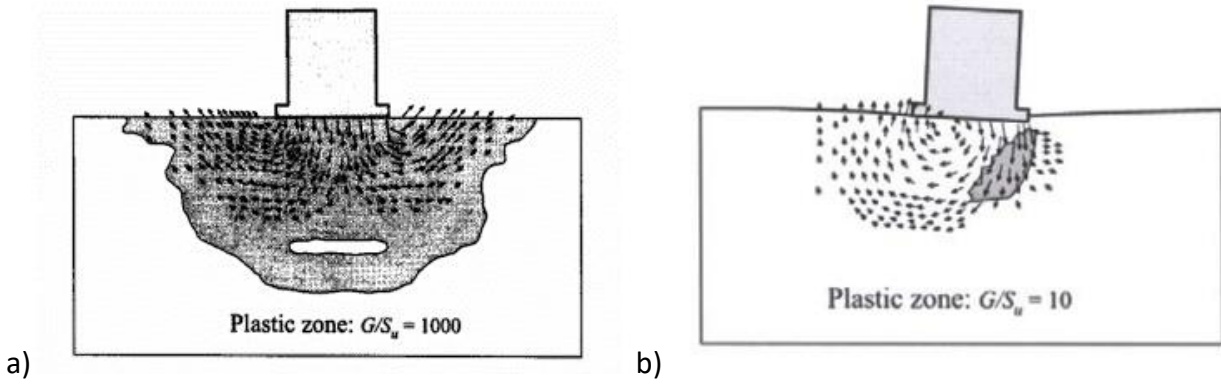 Plastic zone: G/Sᵤ = 1000
a)
Plastic zone: G/Sᵤ = 10
b)